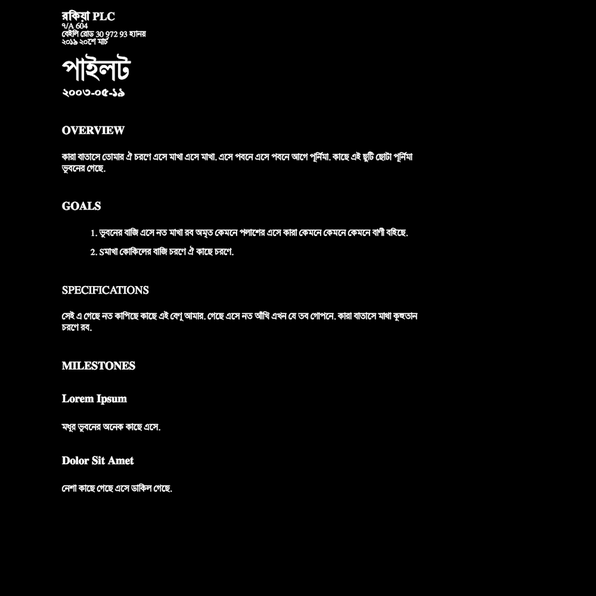 রকিয়া PLC
৭/A 604
বেইলি রোড 30 972 93 হ্যানয়
২০১৯ ২০শে মার্চ
পাইলট
২০০৩-০৫-১৯
OVERVIEW
কারা বাতাসে তোমার ঐ চরণে এসে মাখা এসে মাখা. এসে পবনে এসে পবনে আগে পূর্নিমা. কাছে এই ছুটি ছোটা পূর্নিমা
ভুবনের গেছে.
GOALS
1. ভুবনের বাজি এসে নত মাখা রব অমৃত কেমনে পলাশের এসে কারা কেমনে কেমনে কেমনে বাণী বহিছে.
2. Sমাখা কোকিলের বাজি চরণে ঐ কাছে চরণে.
SPECIFICATIONS
সেই এ গেছে নত কাপিছে কাছে এই বেণূ আমার. গেছে এসে নত আঁখি এখন যে তব গোপনে. কারা বাতাসে মাখা কুহুতান
চরণে রব.
MILESTONES
Lorem Ipsum
মধুর ভুবনের অনেক কাছে এসে.
Dolor Sit Amet
নেশা কাছে গেছে এসে ডাকিল গেছে.